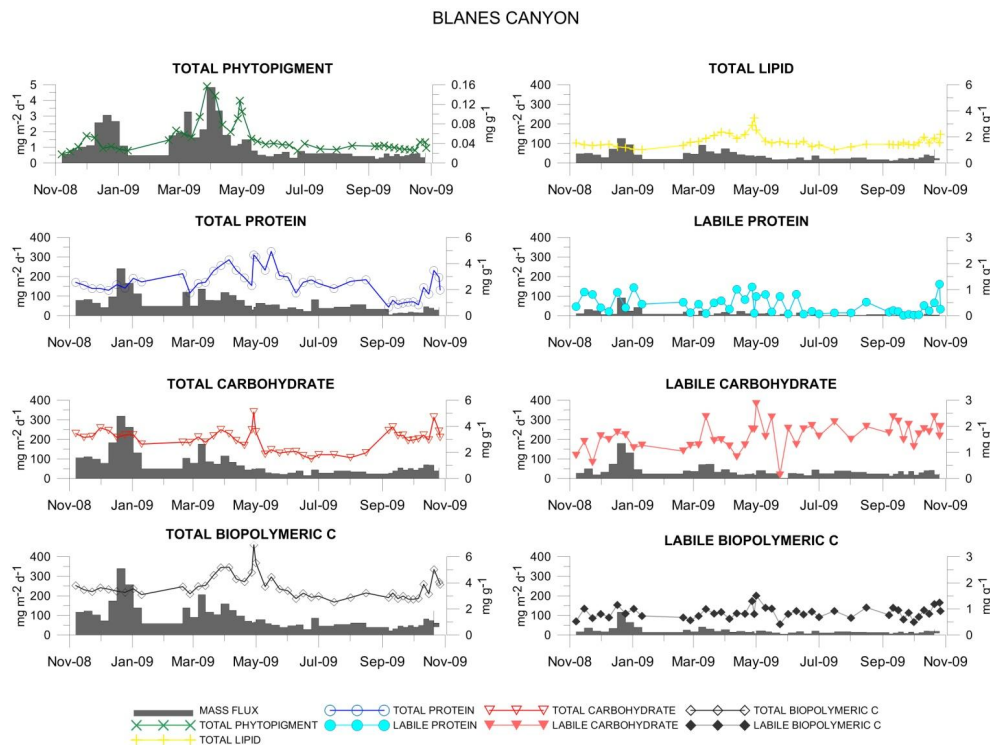 BLANES CANYON
TOTAL PHYTOPIGMENT
mg m-2 d-1
5
4
3
2
1
0
0.16
0.12
0.08
0.04
0
mg g-1
Nov-08 Jan-09 Mar-09 May-09 Jul-09 Sep-09 Nov-09
TOTAL LIPID
mg m-2 d-1
400
300
200
100
0
6
4
2
0
mg g-1
Nov-08 Jan-09 Mar-09 May-09 Jul-09 Sep-09 Nov-09
TOTAL PROTEIN
mg m-2 d-1
400
300
200
100
0
6
4
2
0
mg g-1
Nov-08 Jan-09 Mar-09 May-09 Jul-09 Sep-09 Nov-09
LABILE PROTEIN
mg m-2 d-1
400
300
200
100
0
3
2
1
0
mg g-1
Nov-08 Jan-09 Mar-09 May-09 Jul-09 Sep-09 Nov-09
TOTAL CARBOHYDRATE
mg m-2 d-1
400
300
200
100
0
6
4
2
0
mg g-1
Nov-08 Jan-09 Mar-09 May-09 Jul-09 Sep-09 Nov-09
LABILE CARBOHYDRATE
mg m-2 d-1
400
300
200
100
0
3
2
1
0
mg g-1
Nov-08 Jan-09 Mar-09 May-09 Jul-09 Sep-09 Nov-09
TOTAL BIOPOLYMERIC C
mg m-2 d-1
400
300
200
100
0
6
4
2
0
mg g-1
Nov-08 Jan-09 Mar-09 May-09 Jul-09 Sep-09 Nov-09
LABILE BIOPOLYMERIC C
mg m-2 d-1
400
300
200
100
0
3
2
1
0
mg g-1
Nov-08 Jan-09 Mar-09 May-09 Jul-09 Sep-09 Nov-09
MASS FLUX TOTAL PROTEIN TOTAL CARBOHYDRATE TOTAL BIOPOLYMERIC C
TOTAL PHYTOPIGMENT LABILE PROTEIN LABILE CARBOHYDRATE LABILE BIOPOLYMERIC C
TOTAL LIPID